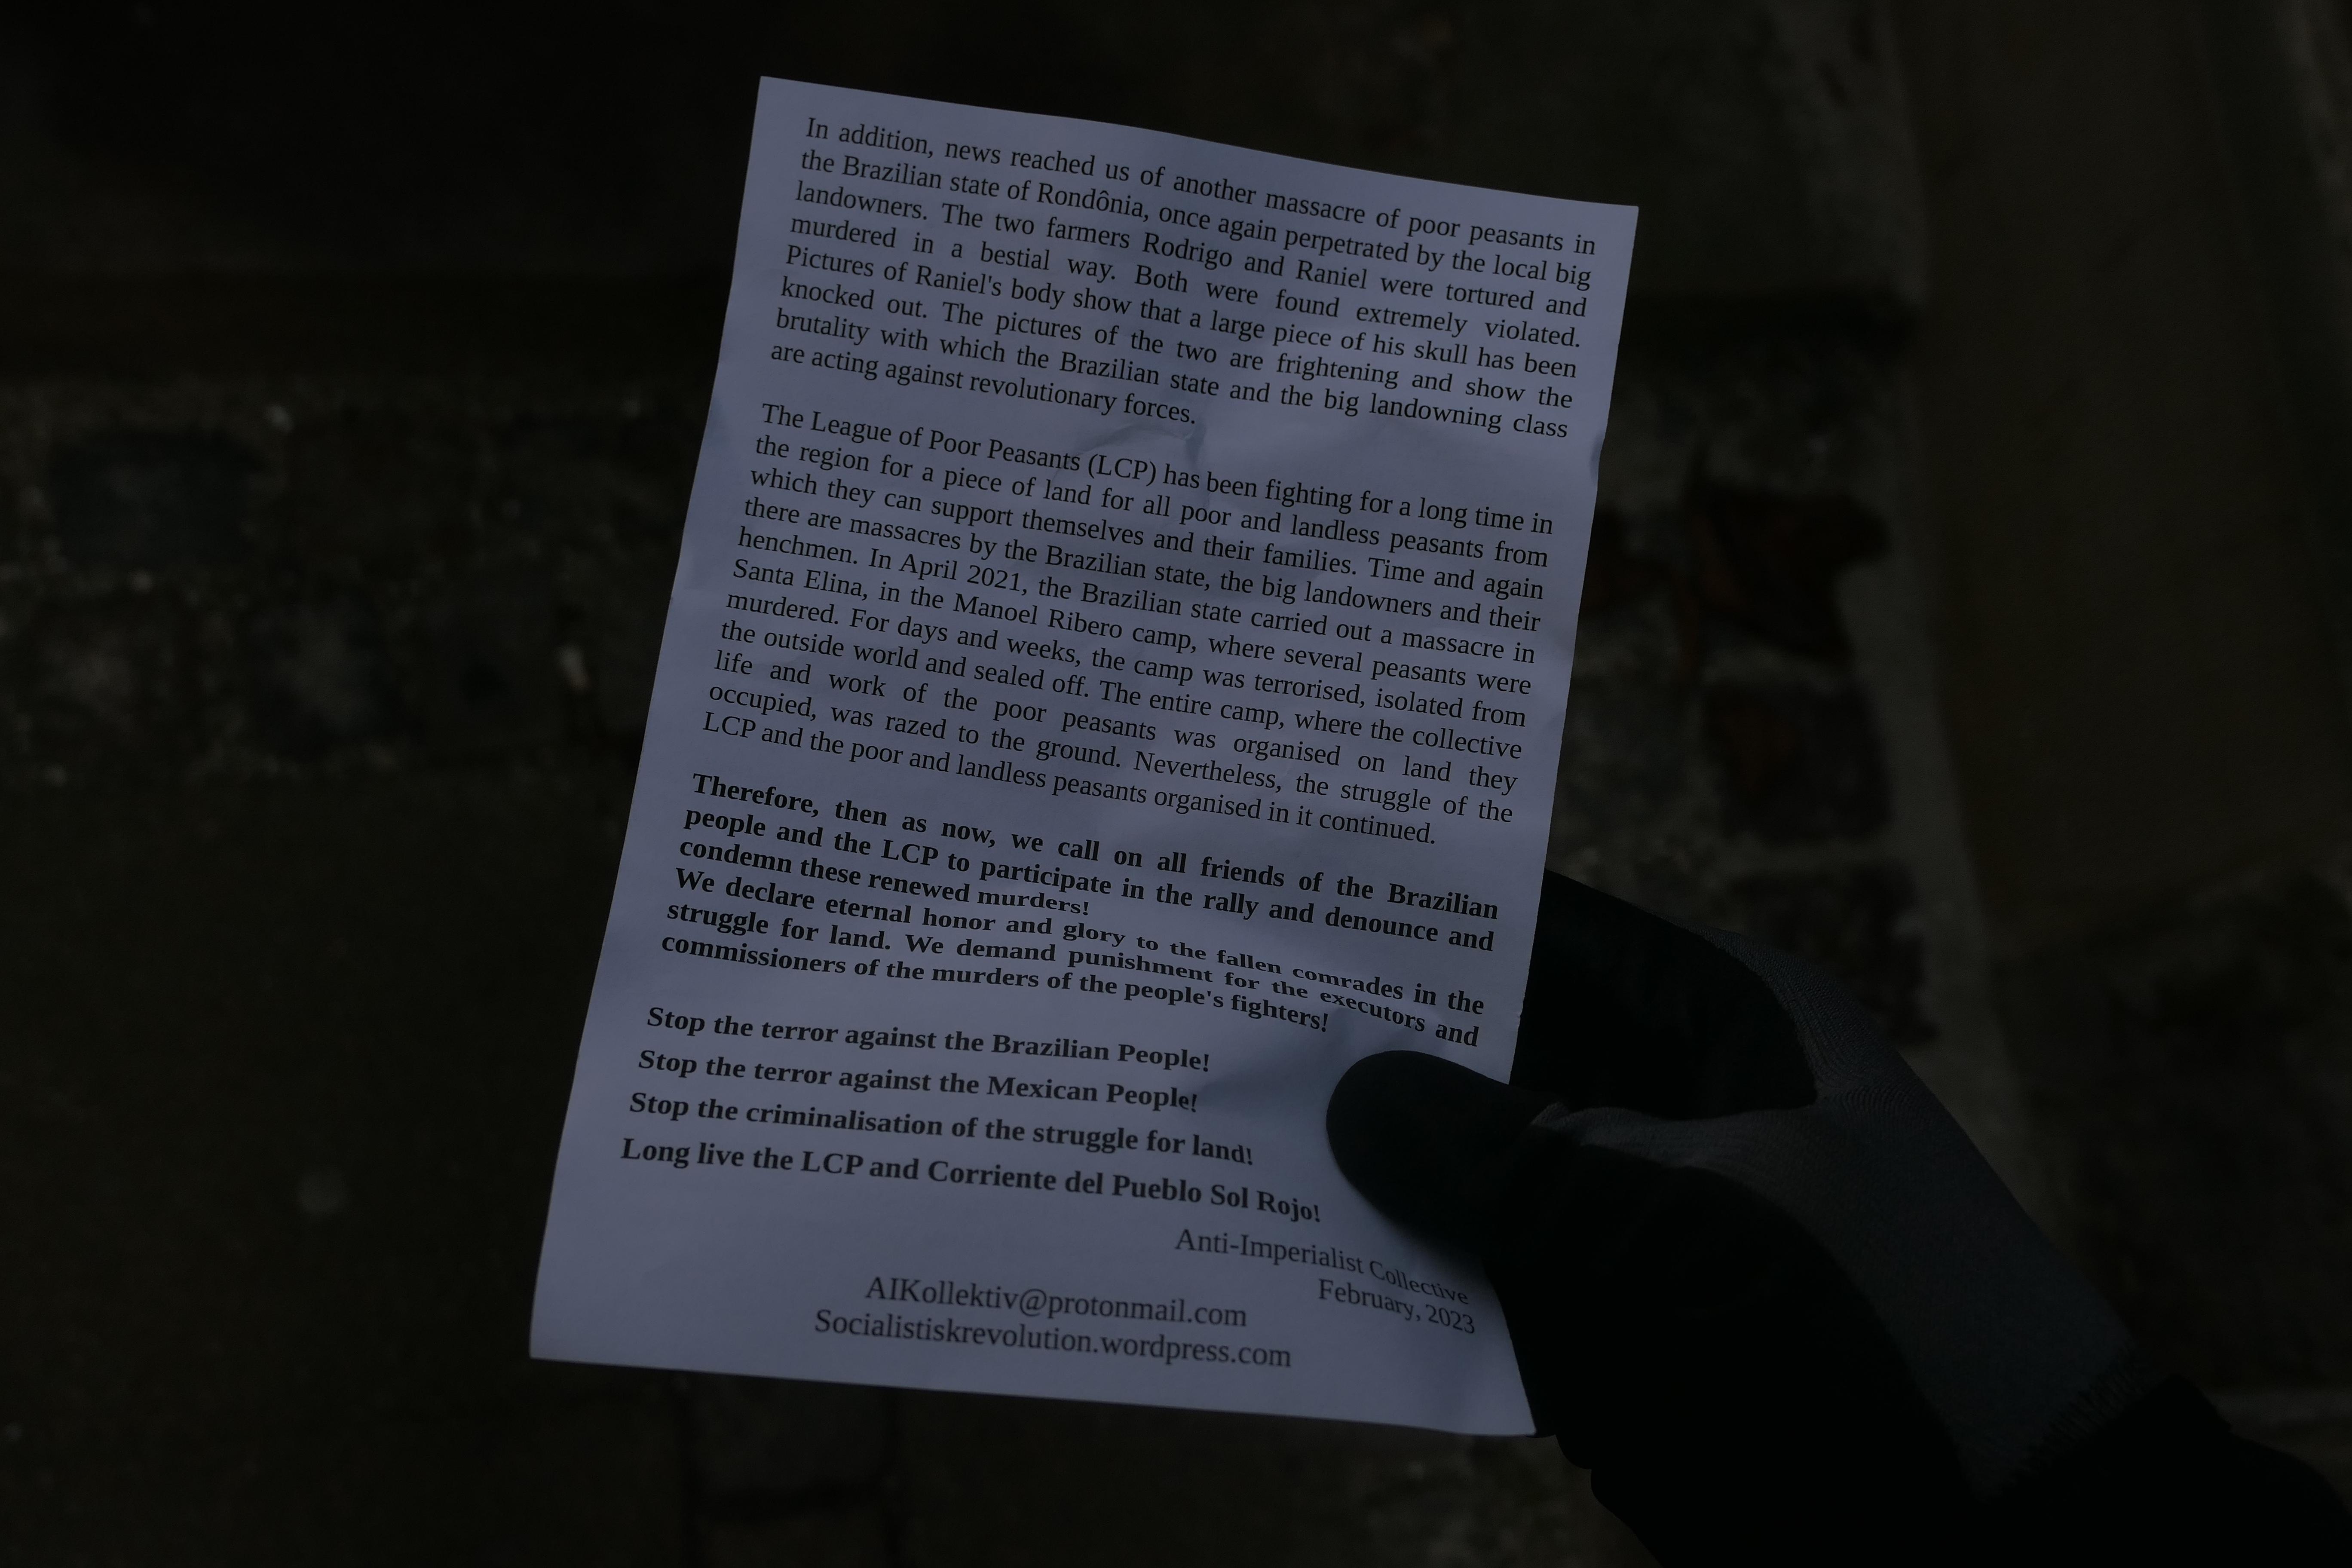 In addition, news reached us of another massacre of poor peasants in
the Brazilian state of Rondônia, once again perpetrated by the local big
landowners. The two farmers Rodrigo and Raniel were tortured and
murdered in a bestial way. Both were found extremely violated.
Pictures of Raniel's body show that a large piece of his skull has been
knocked out. The pictures of the two are frightening and show the
brutality with which the Brazilian state and the big landowning class
are acting against revolutionary forces.
The League of Poor Peasants (LCP) has been fighting for a long time in
the region for a piece of land for all poor and landless peasants from
which they can support themselves and their families. Time and again
there are massacres by the Brazilian state, the big landowners and their
henchmen. In April 2021, the Brazilian state carried out a massacre in
Santa Elina, in the Manoel Ribero camp, where several peasants were
murdered. For days and weeks, the camp was terrorised, isolated from
the outside world and sealed off. The entire camp, where the collective
life and work of the poor peasants was organised on land they
occupied, was razed to the ground. Nevertheless, the struggle of the
LCP and the poor and landless peasants organised in it continued.
Therefore, then as now, we call on all friends of the Brazilian
people and the LCP to participate in the rally and denounce and
condemn these renewed murders!
We declare eternal honor and glory to the fallen comrades in the
struggle for land. We demand punishment for the executors and
commissioners of the murders of the people's fighters!
Stop the terror against the Brazilian People!
Stop the terror against the Mexican People!
Stop the criminalisation of the struggle for land!
Long live the LCP and Corriente del Pueblo Sol Rojo!
Anti-Imperialist Collective
February, 2023
AIKollektiv@protonmail.com
Socialistiskrevolution.wordpress.com